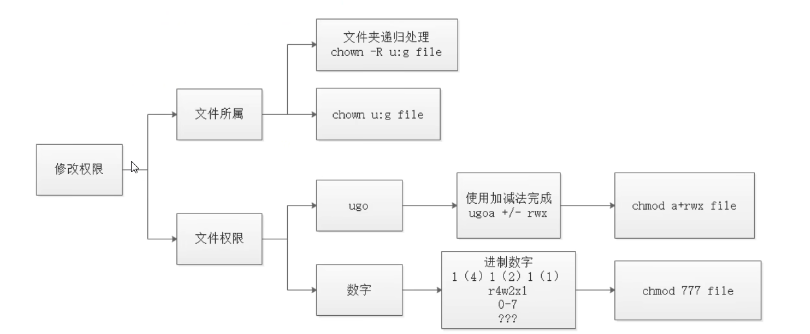 文件夹递归处理
chown -R u:g file
文件所属
chown u:g file
修改权限
ugo
使用加减法完成
ugoa +/- rwx
chmod a+rwx file
文件权限
数字
进制数字
1（4）1（2）1（1）
r4w2x1
0-7
???
chmod 777 file